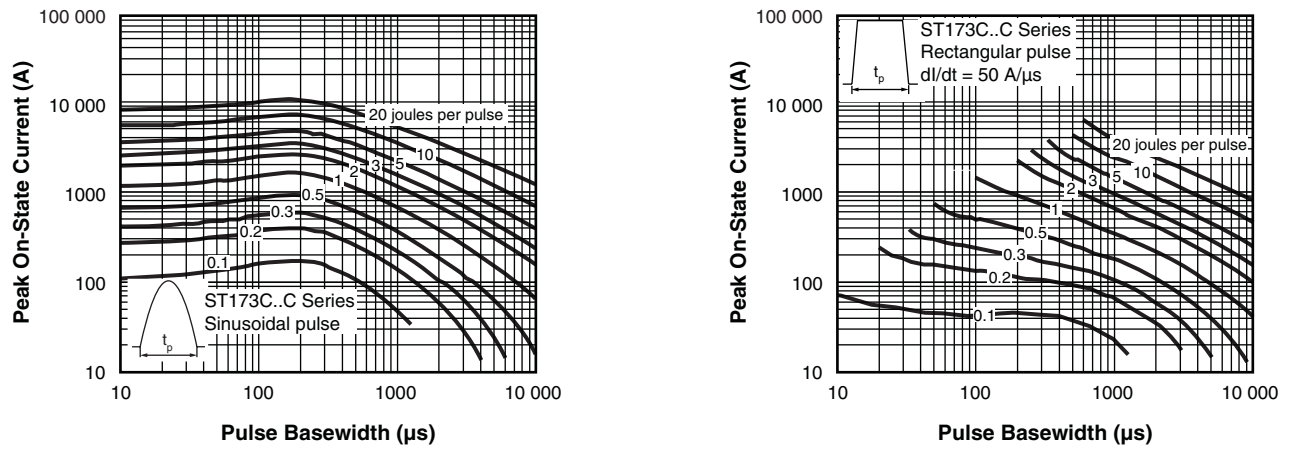 Peak On-State Current (A)
100 000
10 000
1000
100
10
20 joules per pulse
10
5
3
2
1
0.5
0.3
0.2
0.1
ST173C..C Series
Sinusoidal pulse
tp
10
100
1000
10 000
Pulse Basewidth (µs)
Peak On-State Current (A)
100 000
10 000
1000
100
10
ST173C..C Series
Rectangular pulse
dI/dt = 50 A/µs
tp
20 joules per pulse
10
5
3
2
1
0.5
0.3
0.2
0.1
10
100
1000
10 000
Pulse Basewidth (µs)